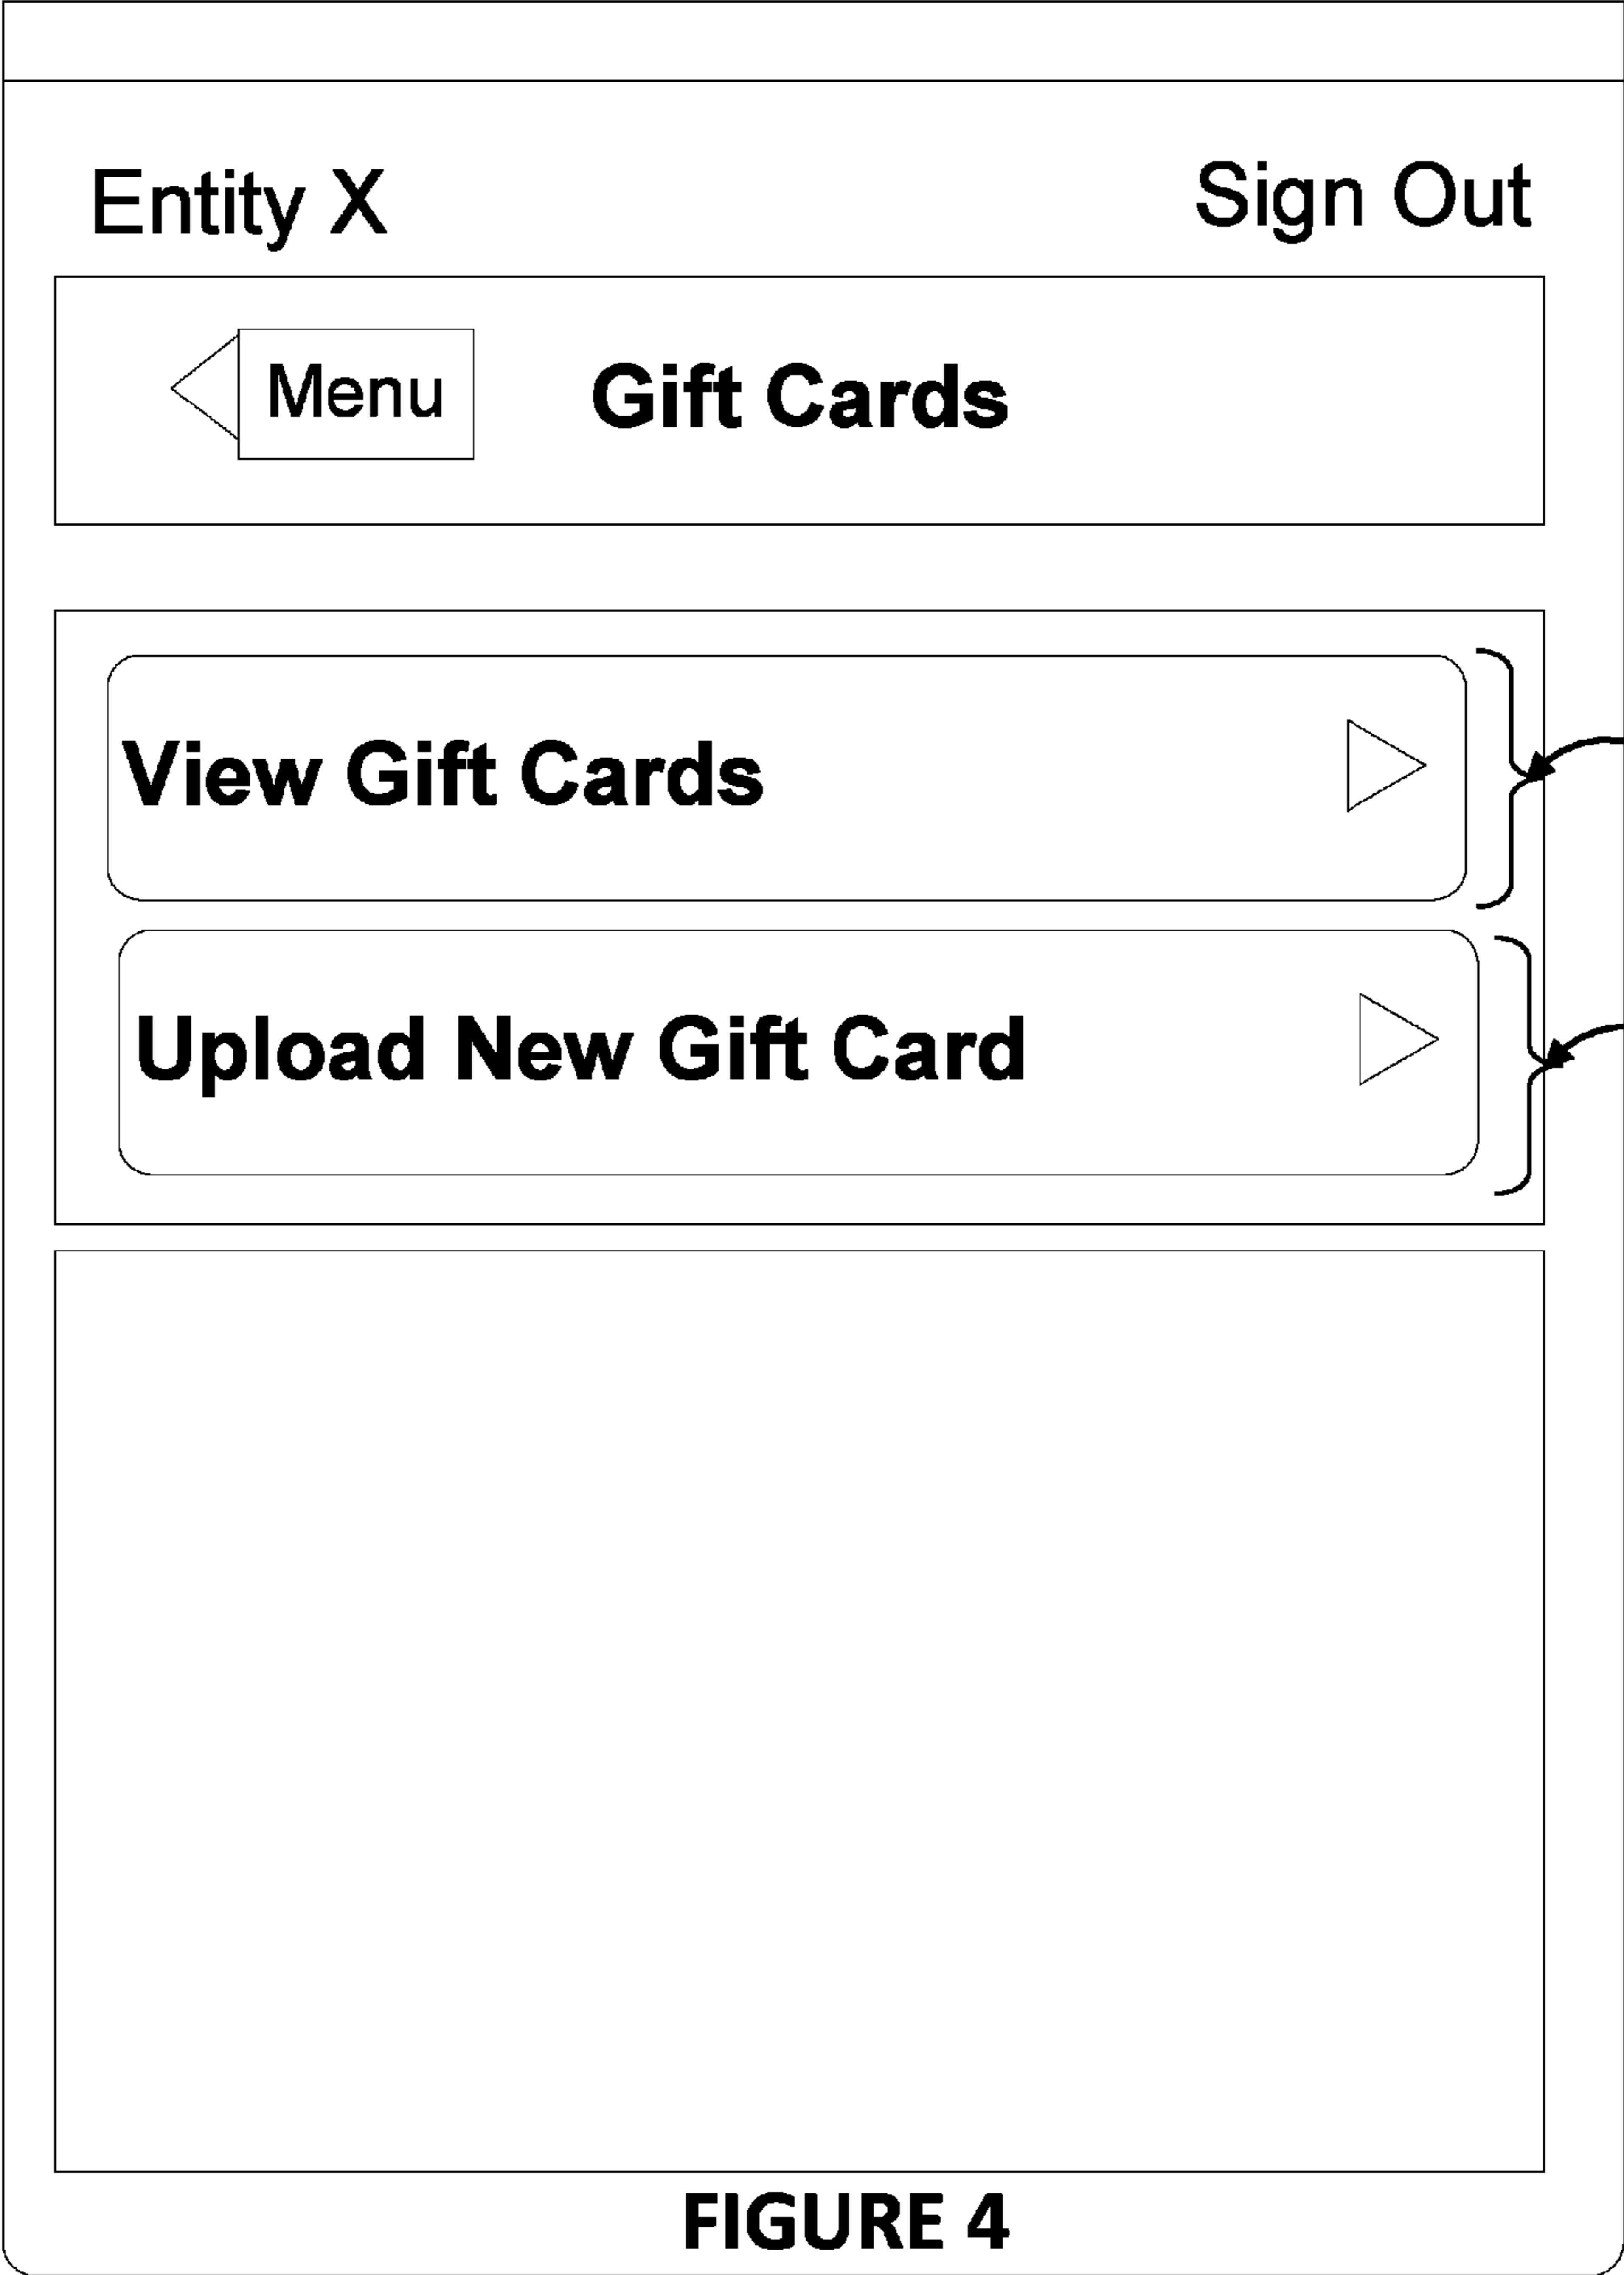 Entity X Sign Out
Menu Gift Cards
View Gift Cards
Upload New Gift Card
FIGURE 4